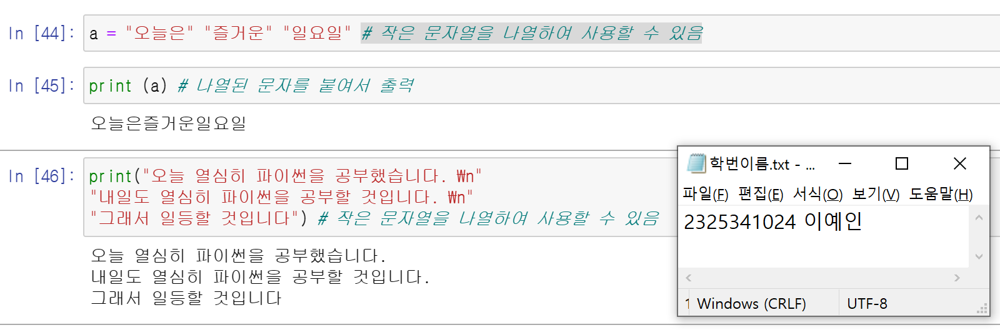 In [44]: a = "오늘은" "즐거운" "일요일" # 작은 문자열을 나열하여 사용할 수 있음
In [45]: print (a) # 나열된 문자를 붙여서 출력
오늘은즐거운일요일
In [46]: print("오늘 열심히 파이썬을 공부했습니다. ₩n"
"내일도 열심히 파이썬을 공부할 것입니다. ₩n"
"그래서 일등할 것입니다") # 작은 문자열을 나열하여 사용할 수 있음
오늘 열심히 파이썬을 공부했습니다.
내일도 열심히 파이썬을 공부할 것입니다.
그래서 일등할 것입니다
학번이름.txt - ...
파일(F) 편집(E) 서식(O) 보기(V) 도움말(H)
2325341024 이예인
Windows (CRLF) UTF-8